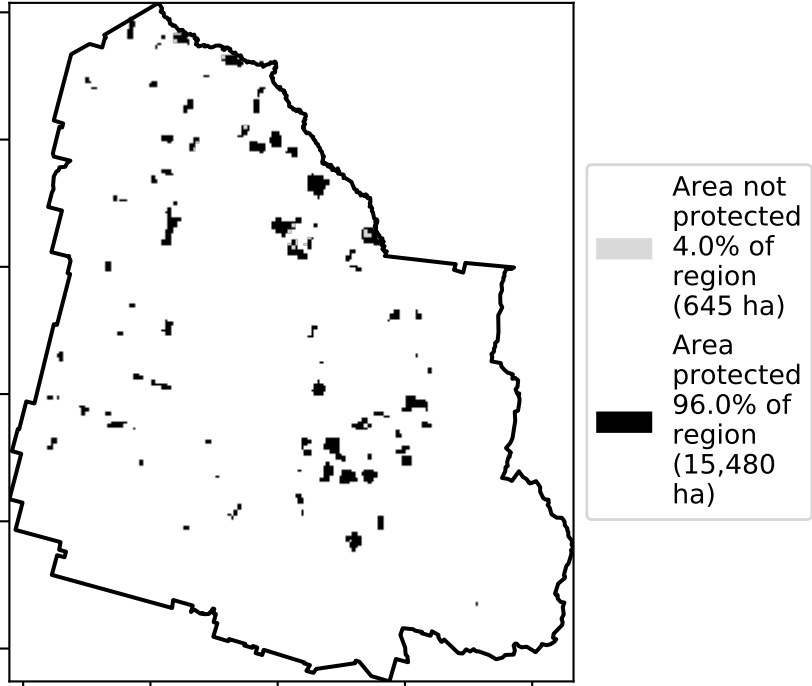 Area not
protected
4.0% of
region
(645 ha)
Area
protected
96.0% of
region
(15,480
ha)